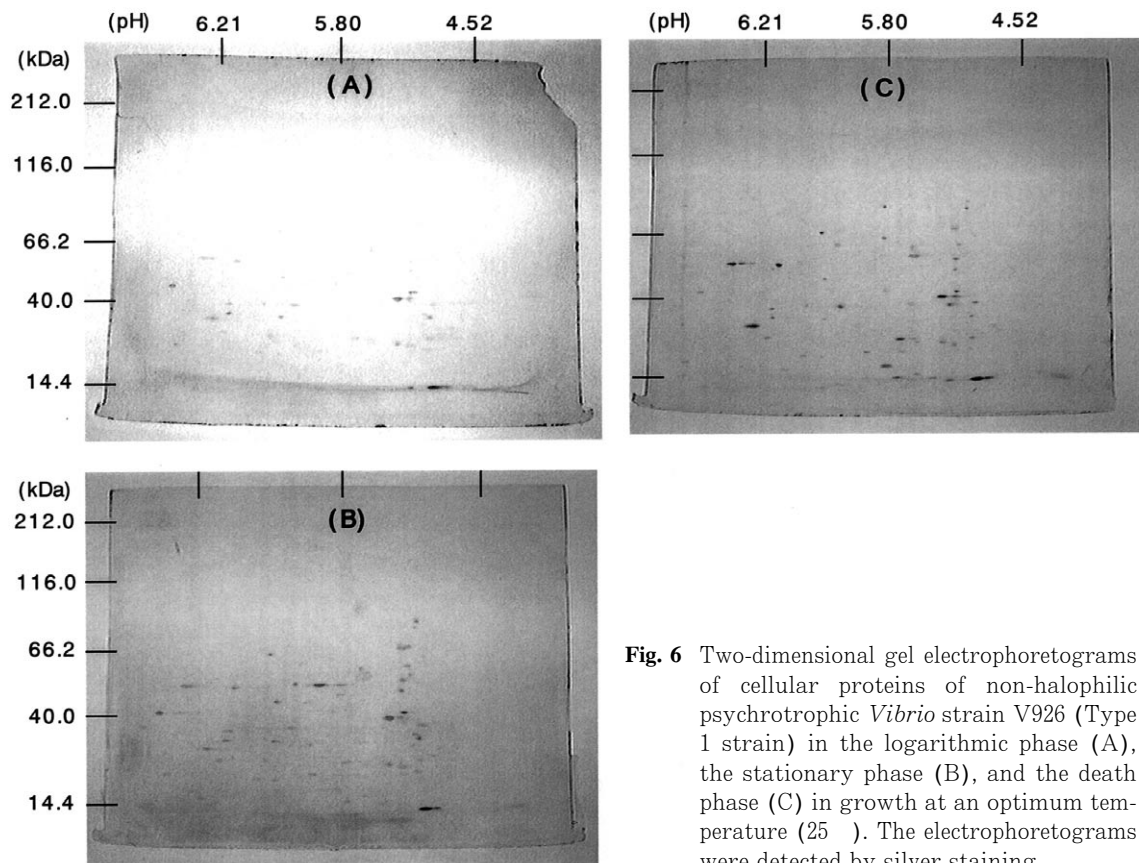 (pH) 6.21 5.80 4.52
(kDa)
(A)
212.0
116.0
66.2
40.0
14.4
(pH) 6.21 5.80 4.52
(C)
(kDa)
(B)
212.0
116.0
66.2
40.0
14.4
Fig. 6 Two-dimensional gel electrophoretograms
of cellular proteins of non-halophilic
psychrotrophic Vibrio strain V926 (Type
1 strain) in the logarithmic phase (A),
the stationary phase (B), and the death
phase (C) in growth at an optimum tem-
perature (25 ). The electrophoretograms
were detected by silver staining